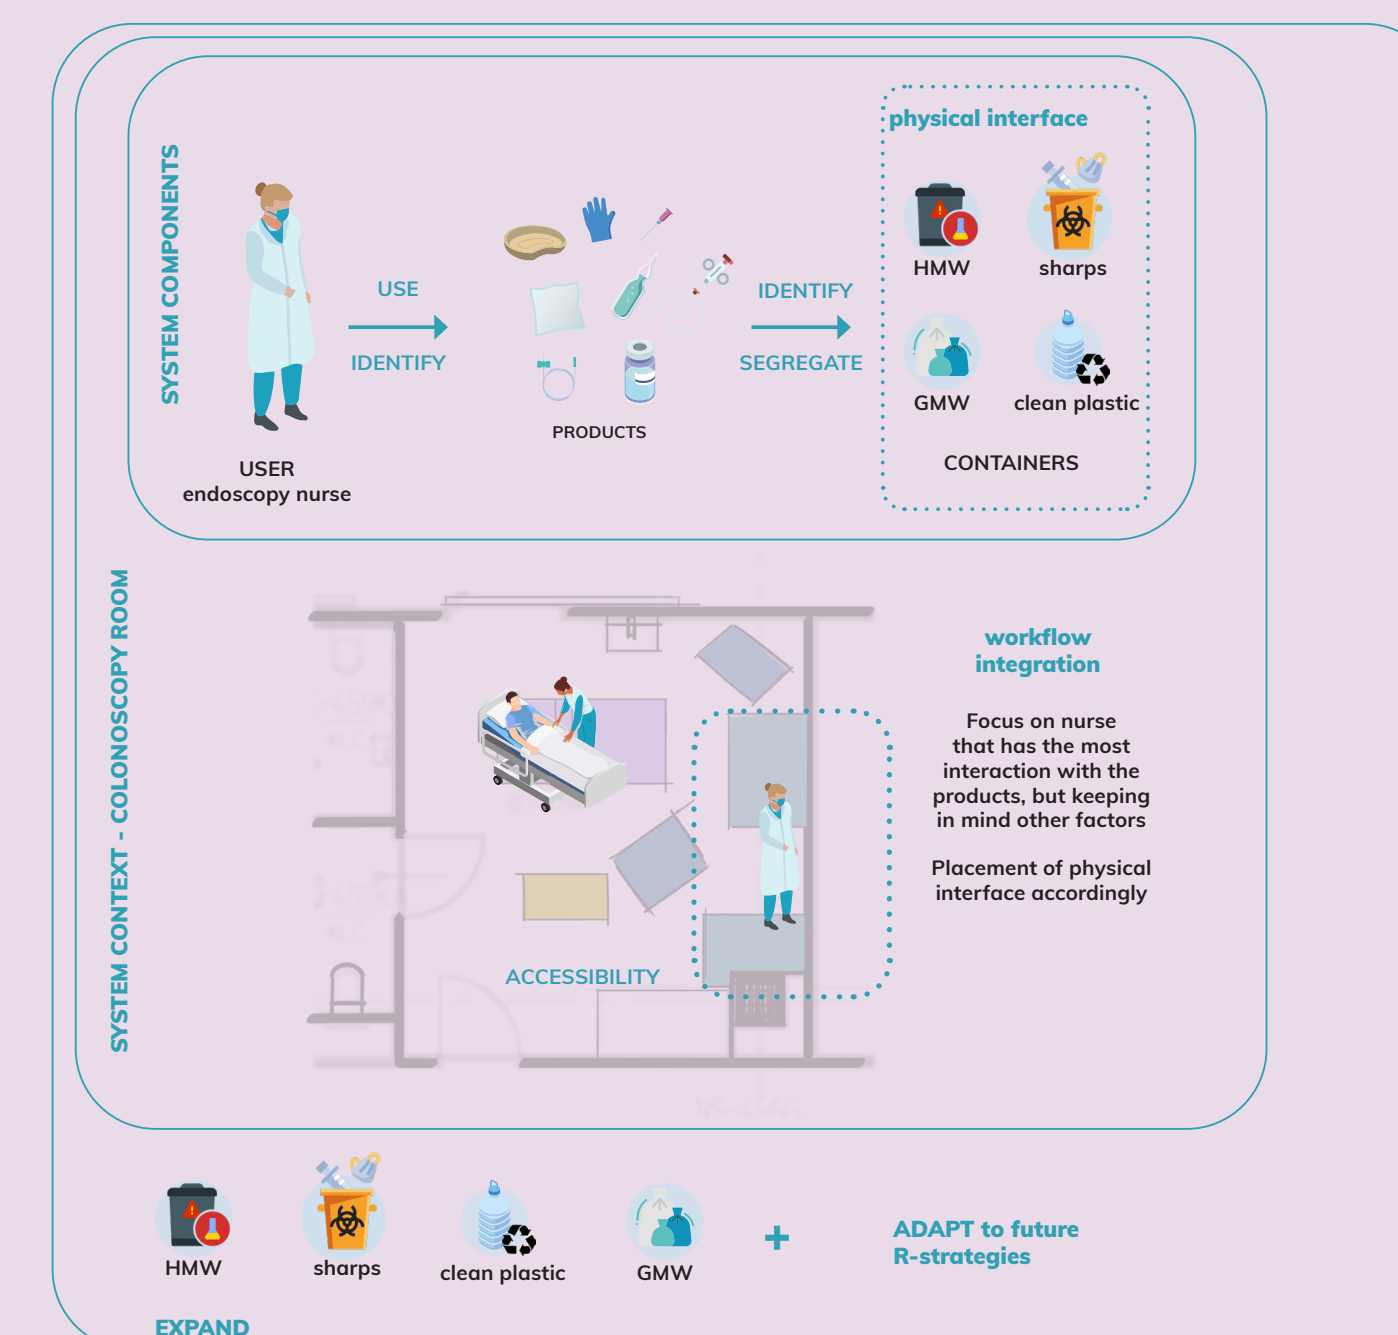 SYSTEM COMPONENTS
physical interface
USE
IDENTIFY
IDENTIFY
SEGREGATE
HMW
sharps
GMW
clean plastic
PRODUCTS
CONTAINERS
USER
endoscopy nurse
SYSTEM CONTEXT - COLONOSCOPY ROOM
workflow
integration
Focus on nurse
that has the most
interaction with the
products, but keeping
in mind other factors
Placement of physical
interface accordingly
ACCESSIBILITY
HMW
sharps
clean plastic
GMW
+
ADAPT to future
R-strategies
EXPAND